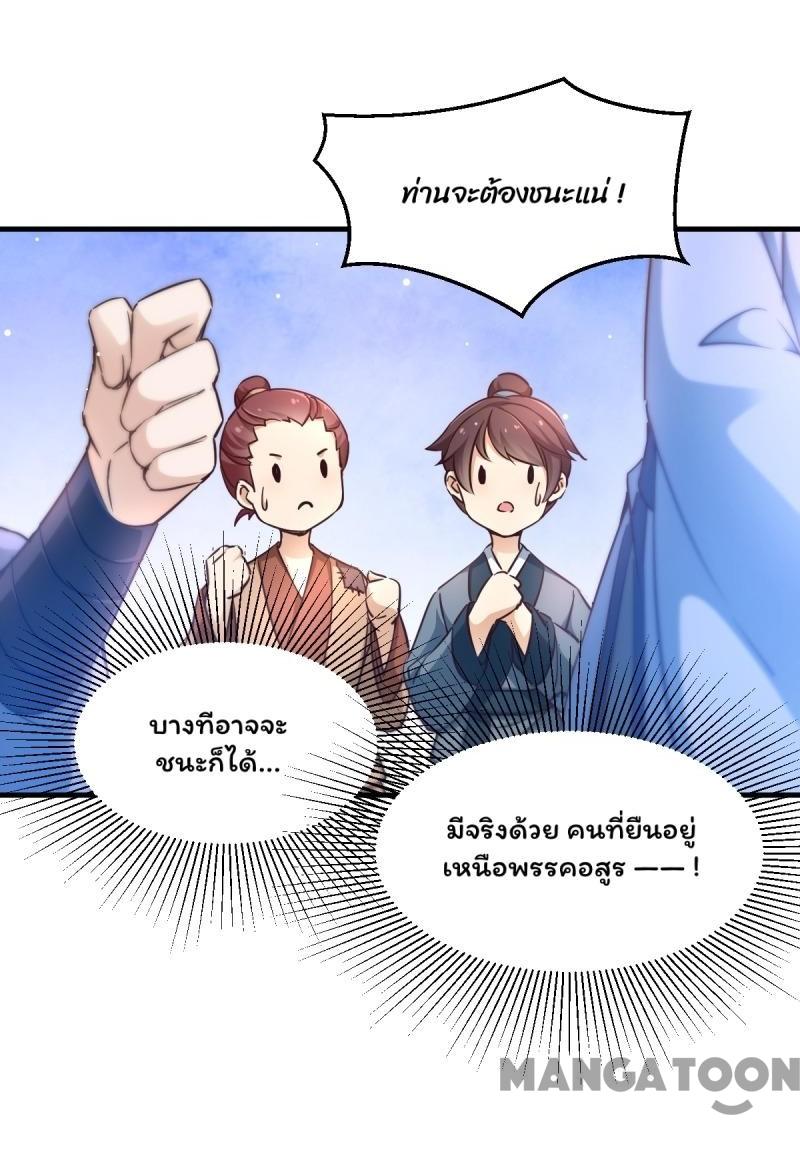 ท่านจะต้องชนะแน่ !
บางทีอาจจะ
ชนะก็ได้...
มีจริงด้วย คนที่ยืนอยู่
เหนือพรรคอสูร —— !
MANGATOON